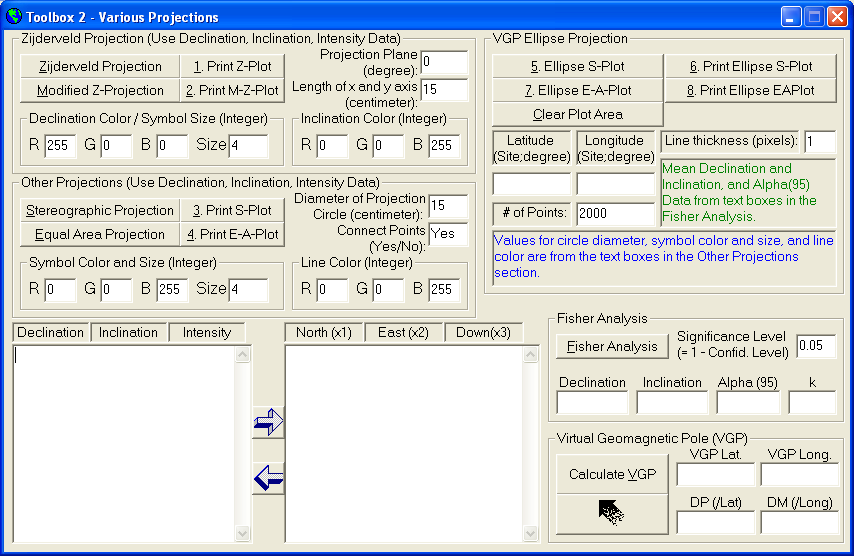 Toolbox 2 - Various Projections
Zijderveld Projection (Use Declination, Inclination, Intensity Data)
Zijderveld Projection
1. Print Z-Plot
Modified Z-Projection
2. Print M-Z-Plot
Projection Plane
(degree):
0
Length of x and y axis
(centimeter):
15
Declination Color / Symbol Size (Integer)
R 255 G 0 B 0 Size 4
Inclination Color (Integer)
R 0 G 0 B 255
Other Projections (Use Declination, Inclination, Intensity Data)
Stereographic Projection
3. Print S-Plot
Equal Area Projection
4. Print E-A-Plot
Diameter of Projection
Circle (centimeter):
15
Connect Points
(Yes/No):
Yes
Symbol Color and Size (Integer)
R 0 G 0 B 255 Size 4
Line Color (Integer)
R 0 G 0 B 255
VGP Ellipse Projection
5. Ellipse S-Plot
6. Print Ellipse S-Plot
7. Ellipse E-A-Plot
8. Print Ellipse EAPlot
Clear Plot Area
Latitude
(Site;degree)
Longitude
(Site;degree)
Line thickness (pixels): 1
# of Points: 2000
Mean Declination and
Inclination, and Alpha(95)
Data from text boxes in the
Fisher Analysis.
Values for circle diameter, symbol color and size, and line
color are from the text boxes in the Other Projections
section.
Declination Inclination Intensity
North (x1) East (x2) Down(x3)
Fisher Analysis
Fisher Analysis
Significance Level
(= 1 - Confid. Level)
0.05
Declination Inclination Alpha (95) k
Virtual Geomagnetic Pole (VGP)
Calculate VGP
VGP Lat. VGP Long.
DP (/Lat) DM (/Long)